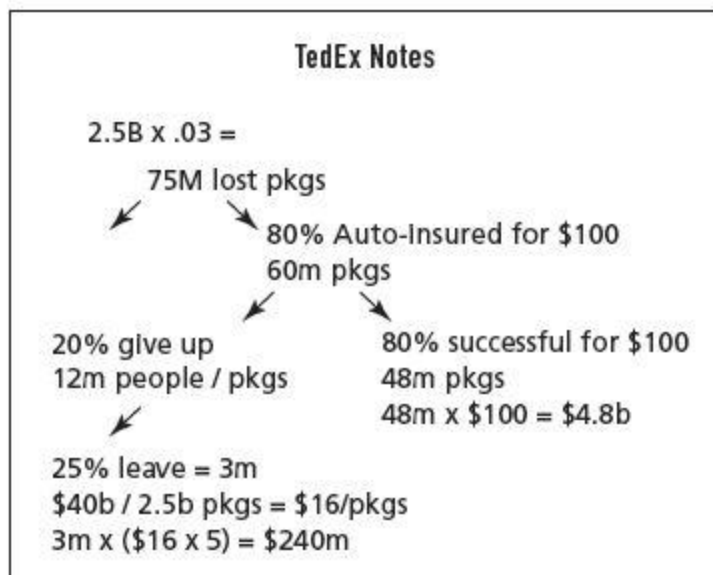 TedEx Notes
2.5B x .03 =
75M lost pkgs
80% Auto-Insured for $100
60m pkgs
20% give up
12m people / pkgs
80% successful for $100
48m pkgs
48m x $100 = $4.8b
25% leave = 3m
$40b / 2.5b pkgs = $16/pkgs
3m x ($16 x 5) = $240m